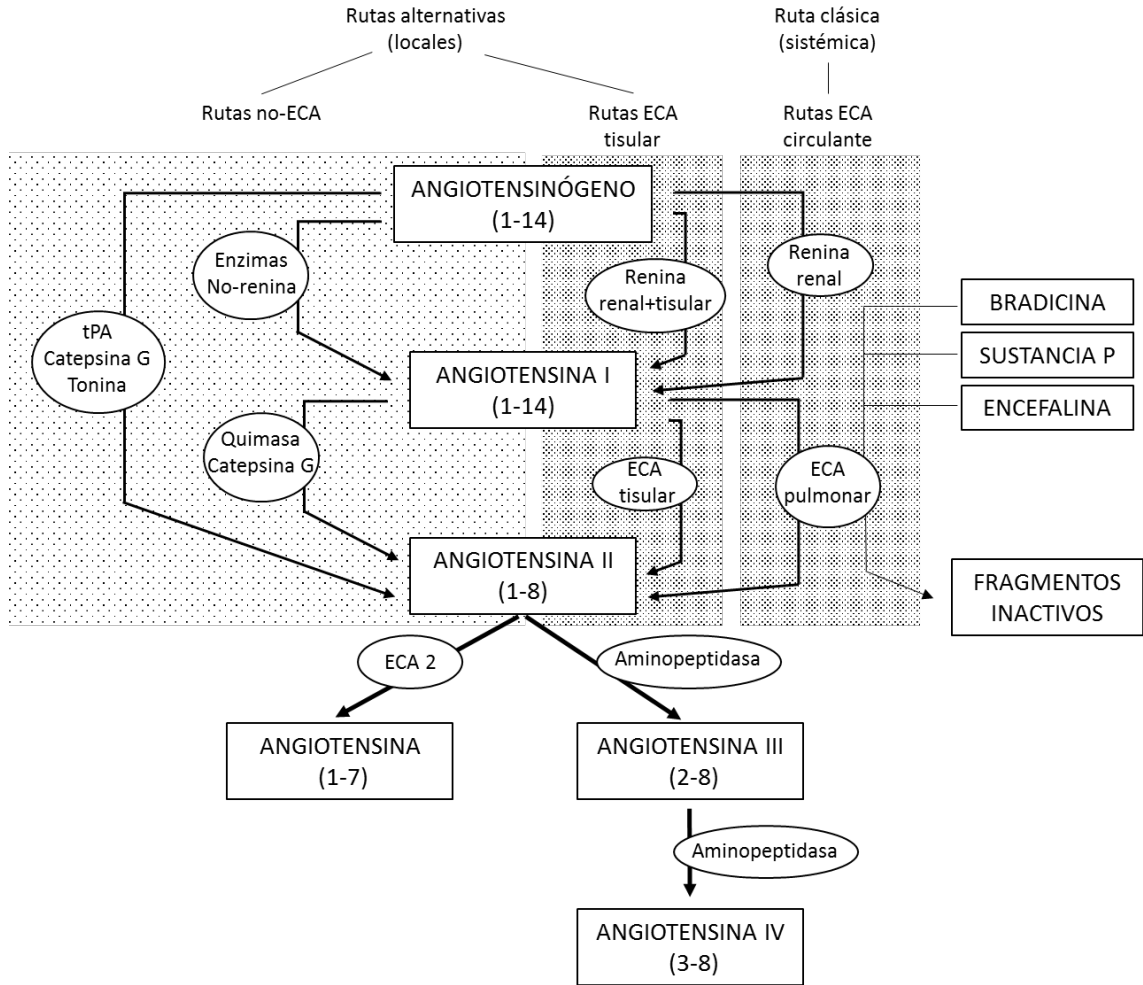 Rutas alternativas
(locales)
Ruta clásica
(sistémica)
Rutas no-ECA
Rutas ECA
tisular
Rutas ECA
circulante
ANGIOTENSINÓGENO
(1-14)
Enzimas
No-renina
Renina
renal+tisular
Renina
renal
tPA
Catepsina G
Tonina
BRADICINA
SUSTANCIA P
ENCEFALINA
ANGIOTENSINA I
(1-14)
Quimasa
Catepsina G
ECA
tisular
ECA
pulmonar
ANGIOTENSINA II
(1-8)
FRAGMENTOS
INACTIVOS
ECA 2
Aminopeptidasa
ANGIOTENSINA
(1-7)
ANGIOTENSINA III
(2-8)
Aminopeptidasa
ANGIOTENSINA IV
(3-8)